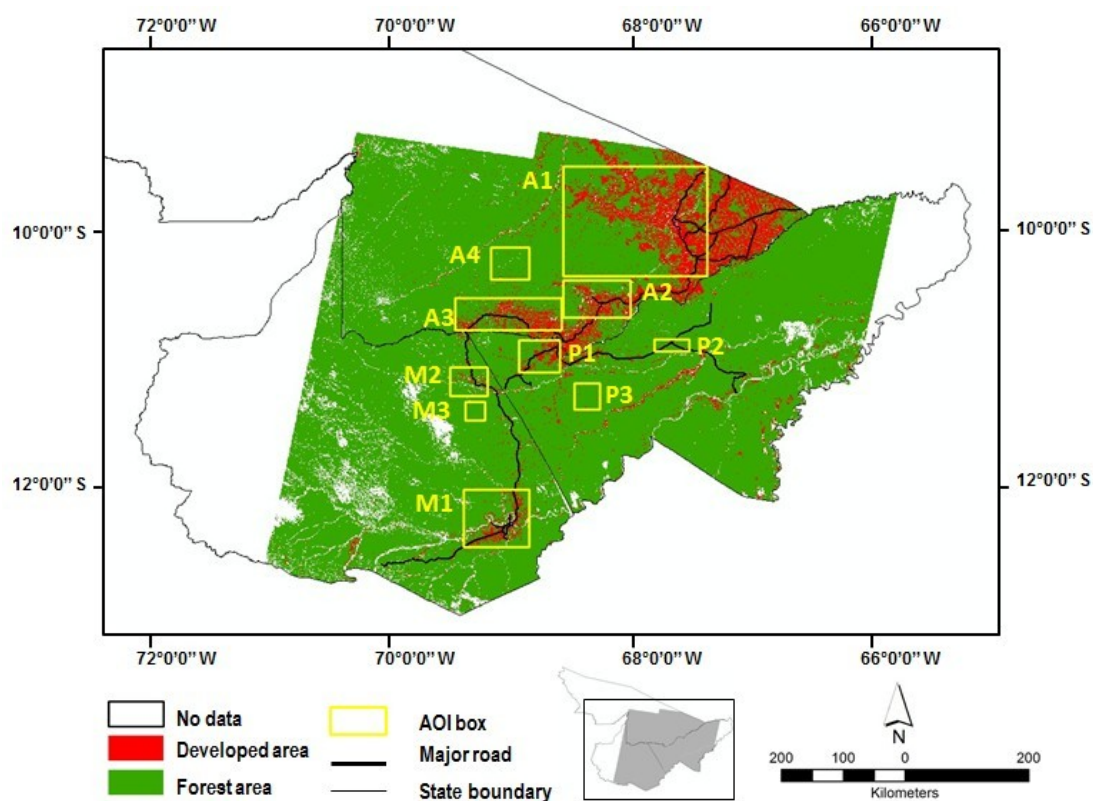 72°0'0"W 70°0'0"W 68°0'0"W 66°0'0"W
A1
10°0'0" S 10°0'0" S
A4
A2
A3
P1 P2
M2
P3
M3
12°0'0" S 12°0'0" S
M1
72°0'0"W 70°0'0"W 68°0'0"W 66°0'0"W
No data AOI box
Developed area Major road
Forest area State boundary
N
200 100 0 200
Kilometers